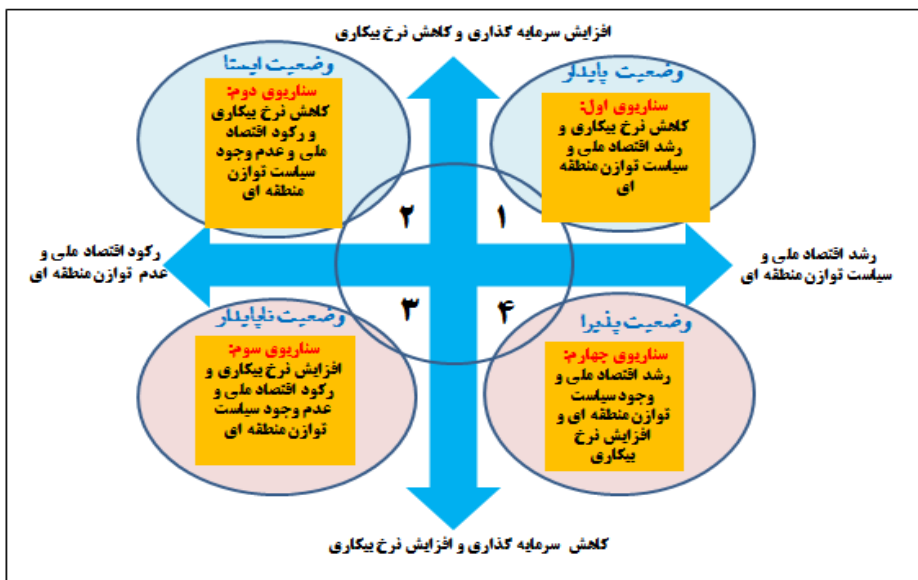 افزایش سرمایه گذاری و کاهش نرخ بیکاری
وضعیت پایدار
سناریوی اول:
کاهش نرخ بیکاری و
رشد اقتصاد ملی و
سیاست توازن منطقه
ای
وضعیت ایستا
سناریوی دوم:
کاهش نرخ بیکاری
و رکود اقتصاد
ملی و عدم وجود
سیاست توازن
منطقه ای
۱
۲
رشد اقتصاد ملی و
سیاست توازن منطقه ای
رکود اقتصاد ملی و
عدم توازن منطقه ای
۳
۴
وضعیت ناپایدار
سناریوی سوم:
افزایش نرخ بیکاری و
رکود اقتصاد ملی و
عدم وجود سیاست
توازن منطقه ای
وضعیت پذیرا
سناریوی چهارم:
رشد اقتصاد ملی و
وجود سیاست
توازن منطقه ای و
افزایش نرخ
بیکاری
کاهش سرمایه گذاری و افزایش نرخ بیکاری